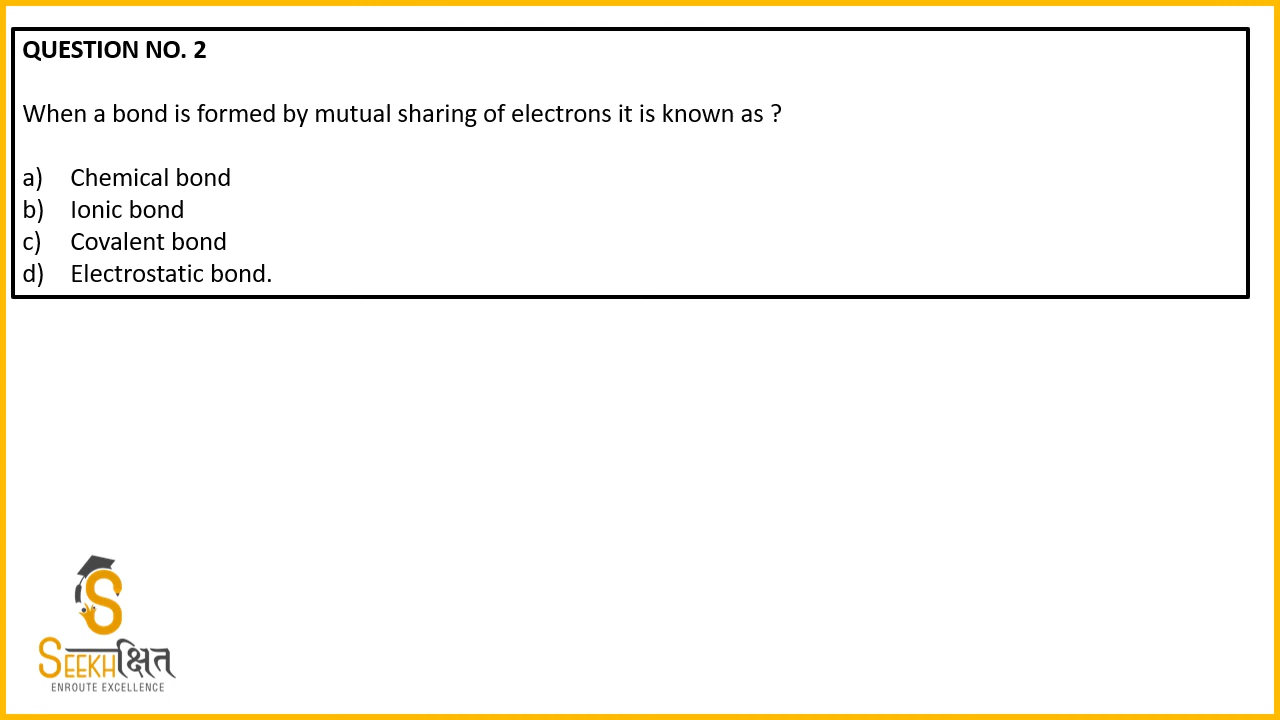 QUESTION NO. 2
When a bond is formed by mutual sharing of electrons it is known as ?
a) Chemical bond
b) Ionic bond
c) Covalent bond
d) Electrostatic bond.
S
SEEKHक्षित
ENROUTE EXCELLENCE